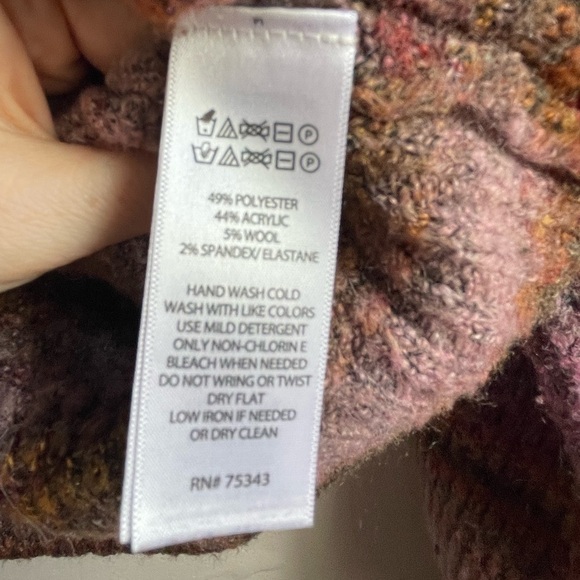 P
P
49% POLYESTER
44% ACRYLIC
5% WOOL
2% SPANDEX/ ELASTANE
HAND WASH COLD
WASH WITH LIKE COLORS
USE MILD DETERGENT
ONLY NON-CHLORIN E
BLEACH WHEN NEEDED
DO NOT WRING OR TWIST
DRY FLAT
LOW IRON IF NEEDED
OR DRY CLEAN
RN# 75343